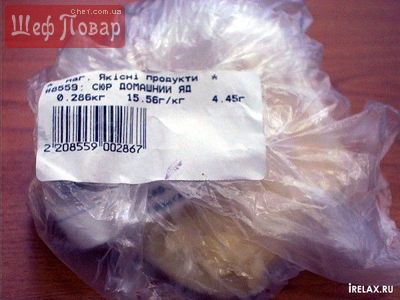 Chef.com.ua
Шеф Повар
маг. Якісні продукти *
но559: СЮР ДОМАШНИЙ ЯД
0.286кг 15.56г/кг 4.45г
2 208559 002867
iRELAX.RU